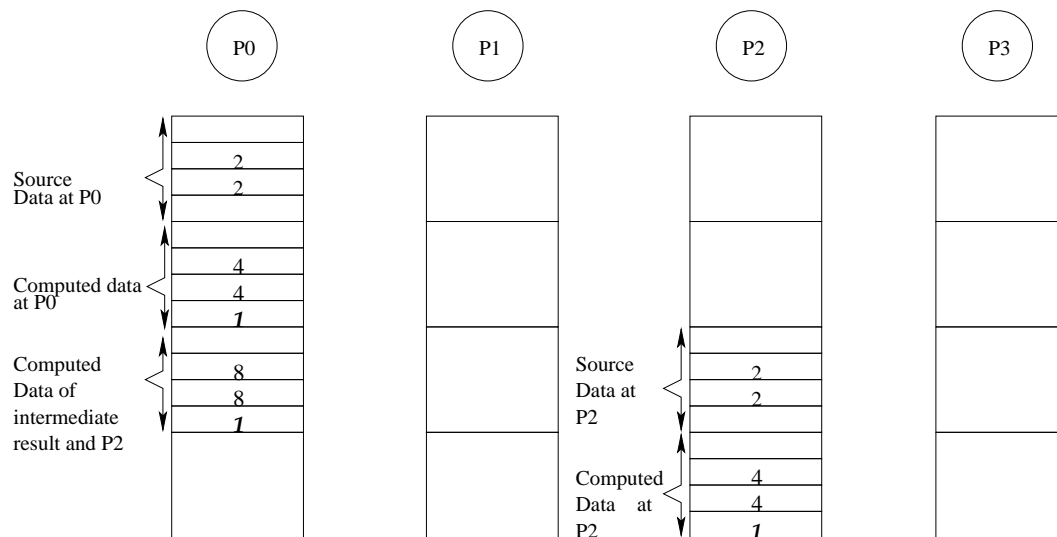 P0
P1
P2
P3
Source
Data at P0
2
2
Computed data
at P0
4
4
1
Computed
Data of
intermediate
result and P2
8
8
1
Source
Data at
P2
2
2
Computed
Data at
P2
4
4
1